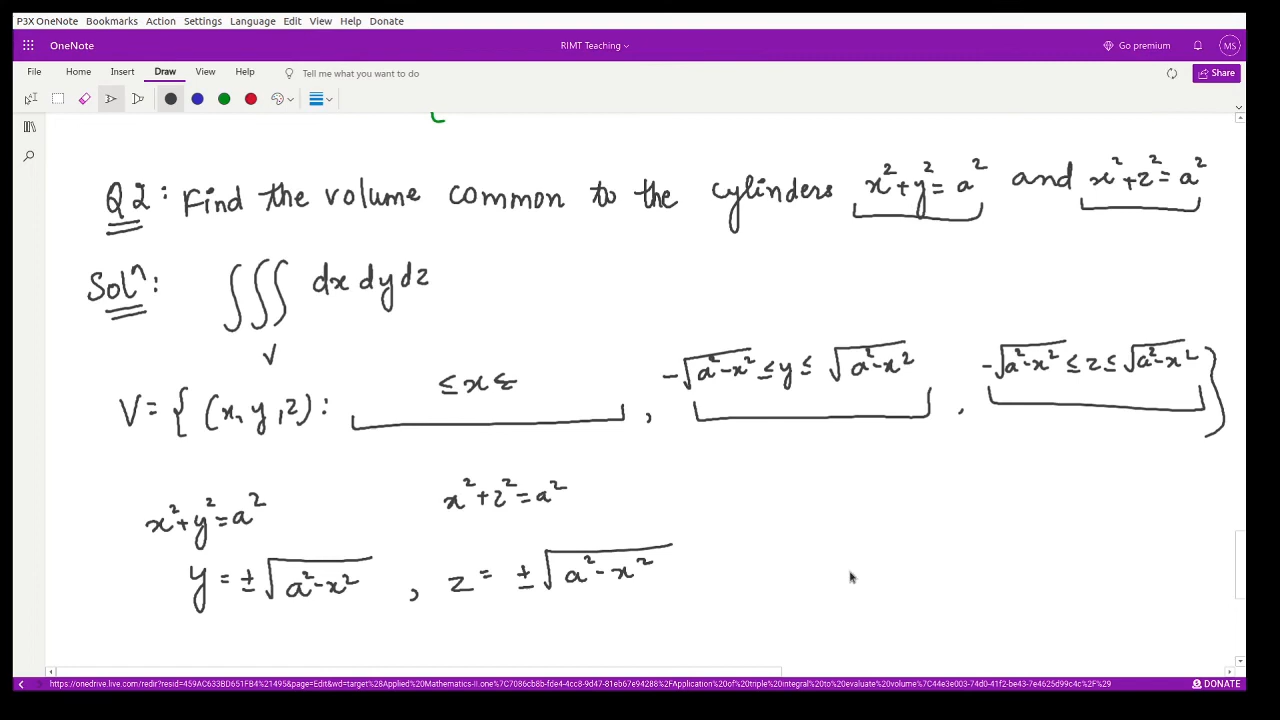 P3X OneNote Bookmarks Action Settings Language Edit View Help Donate
OneNote RIMT Teaching Go premium MS
File Home Insert Draw View Help Tell me what you want to do Share
Q2: Find the volume common to the cylinders x²+y²=a² and x²+z²=a²
Solⁿ: ∫∫∫ dx dy dz
V
V = { (x, y, z) : ≤ x ≤ , -√(a²-x²) ≤ y ≤ √(a²-x²) , -√(a²-x²) ≤ z ≤ √(a²-x²) }
x²+y²=a² x²+z²=a²
y = ±√(a²-x²) , z = ±√(a²-x²)
DONATE